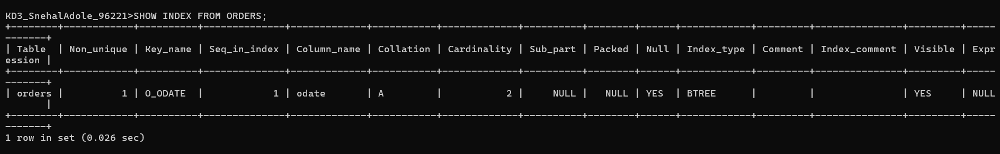 KD3_SnehalAdole_96221>SHOW INDEX FROM ORDERS;
+--------+------------+----------+--------------+-------------+-----------+-------------+----------+--------+------+------------+---------+---------------+---------+-----
-------+
| Table  | Non_unique | Key_name | Seq_in_index | Column_name | Collation | Cardinality | Sub_part | Packed | Null | Index_type | Comment | Index_comment | Visible | Expr
ession |
+--------+------------+----------+--------------+-------------+-----------+-------------+----------+--------+------+------------+---------+---------------+---------+-----
-------+
| orders |          1 | O_ODATE  |            1 | odate       | A         |           2 |     NULL |   NULL | YES  | BTREE      |         |               | YES     | NULL
       |
+--------+------------+----------+--------------+-------------+-----------+-------------+----------+--------+------+------------+---------+---------------+---------+-----
-------+
1 row in set (0.026 sec)